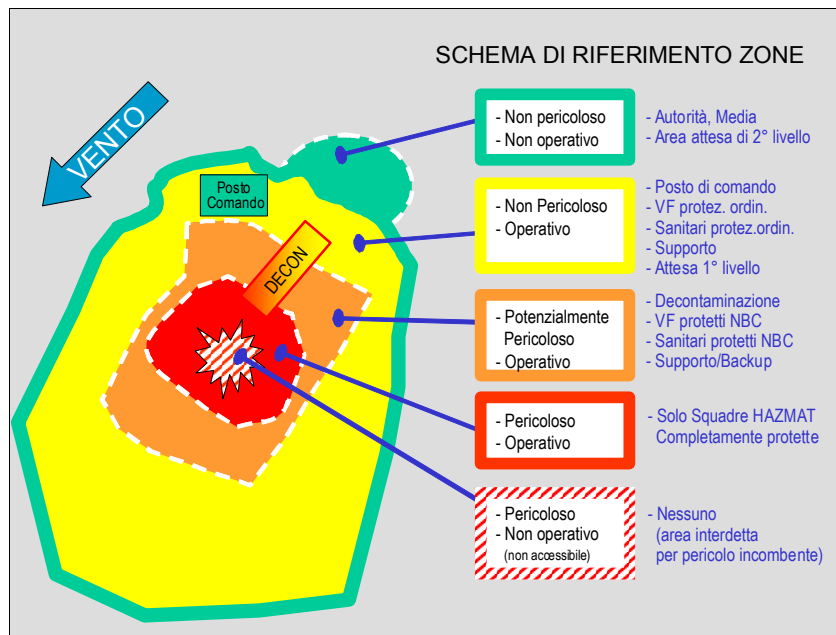 SCHEMA DI RIFERIMENTO ZONE
VENTO
Posto
Comando
DECON
- Non pericoloso
- Non operativo
- Autorità, Media
- Area attesa di 2° livello
- Non Pericoloso
- Operativo
- Posto di comando
- VF protez. ordin.
- Sanitari protez.ordin.
- Supporto
- Attesa 1° livello
- Potenzialmente
Pericoloso
- Operativo
- Decontaminazione
- VF protetti NBC
- Sanitari protetti NBC
- Supporto/Backup
- Pericoloso
- Operativo
- Solo Squadre HAZMAT
Completamente protette
- Pericoloso
- Non operativo
(non accessibile)
- Nessuno
(area interdetta
per pericolo incombente)